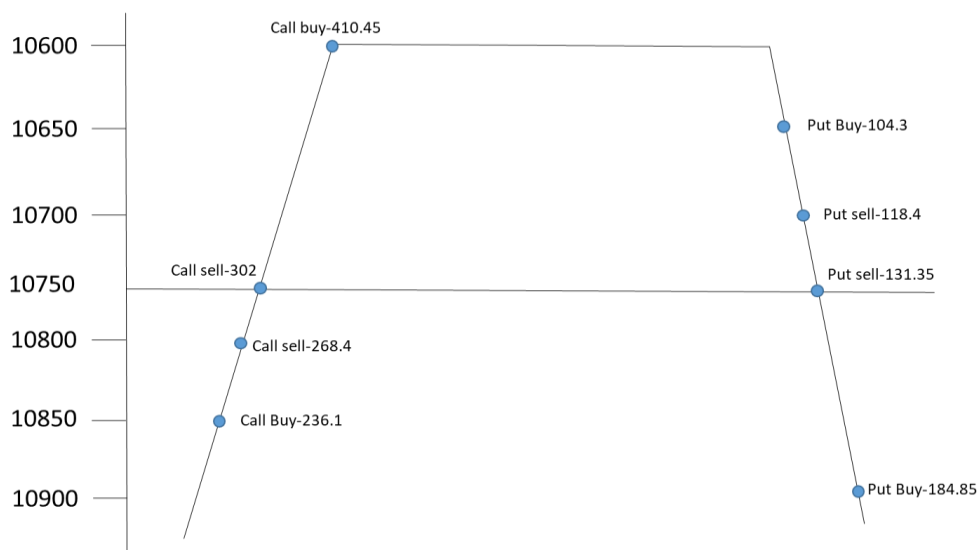 Call buy-410.45
10600
10650
Put Buy-104.3
10700
Put sell-118.4
Call sell-302
10750
Put sell-131.35
10800
Call sell-268.4
10850
Call Buy-236.1
10900
Put Buy-184.85